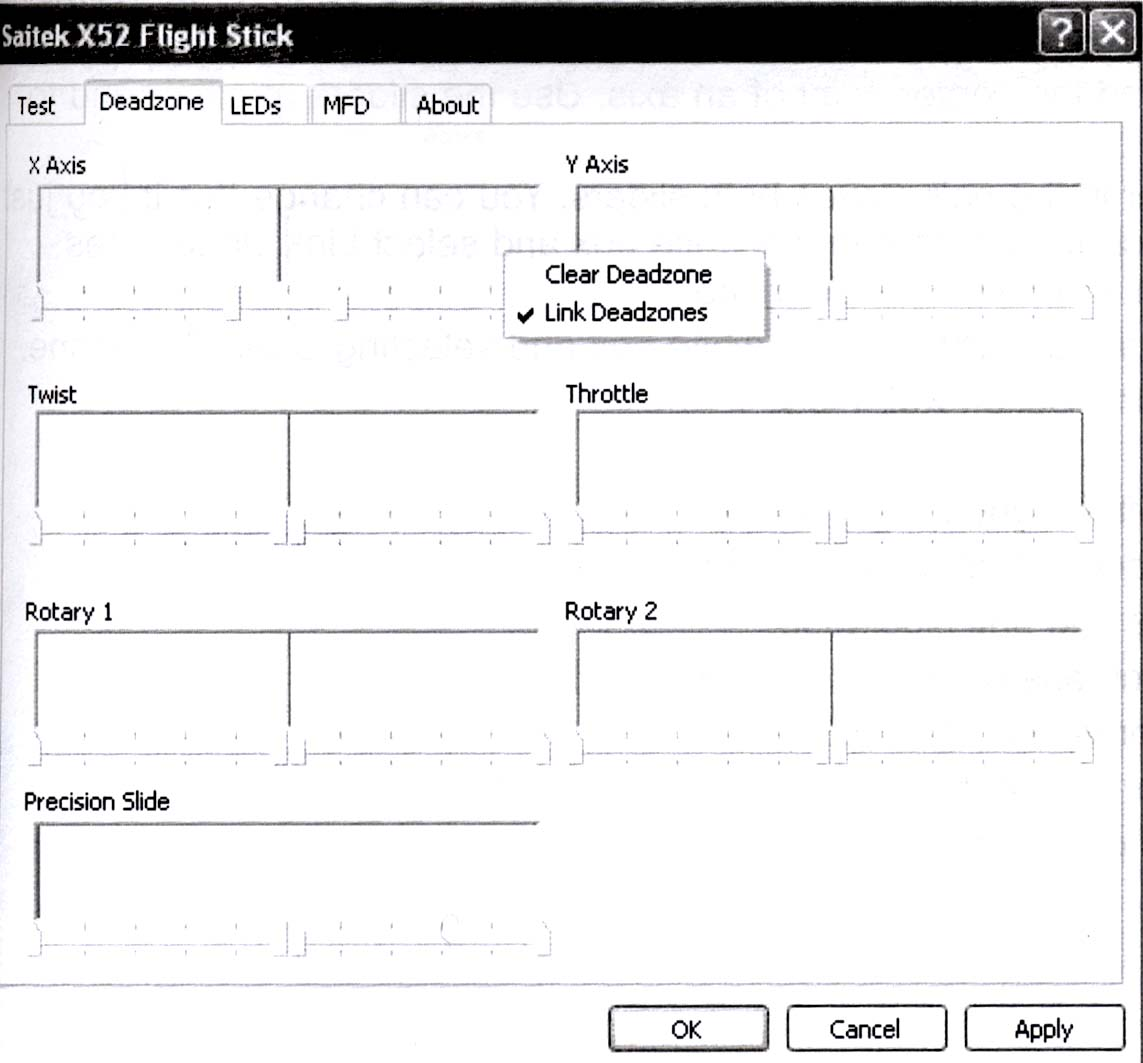 Saitek X52 Flight Stick
? X
Test Deadzone LEDs MFD About
X Axis
Y Axis
Clear Deadzone
✔ Link Deadzones
Twist
Throttle
Rotary 1
Rotary 2
Precision Slide
OK Cancel Apply